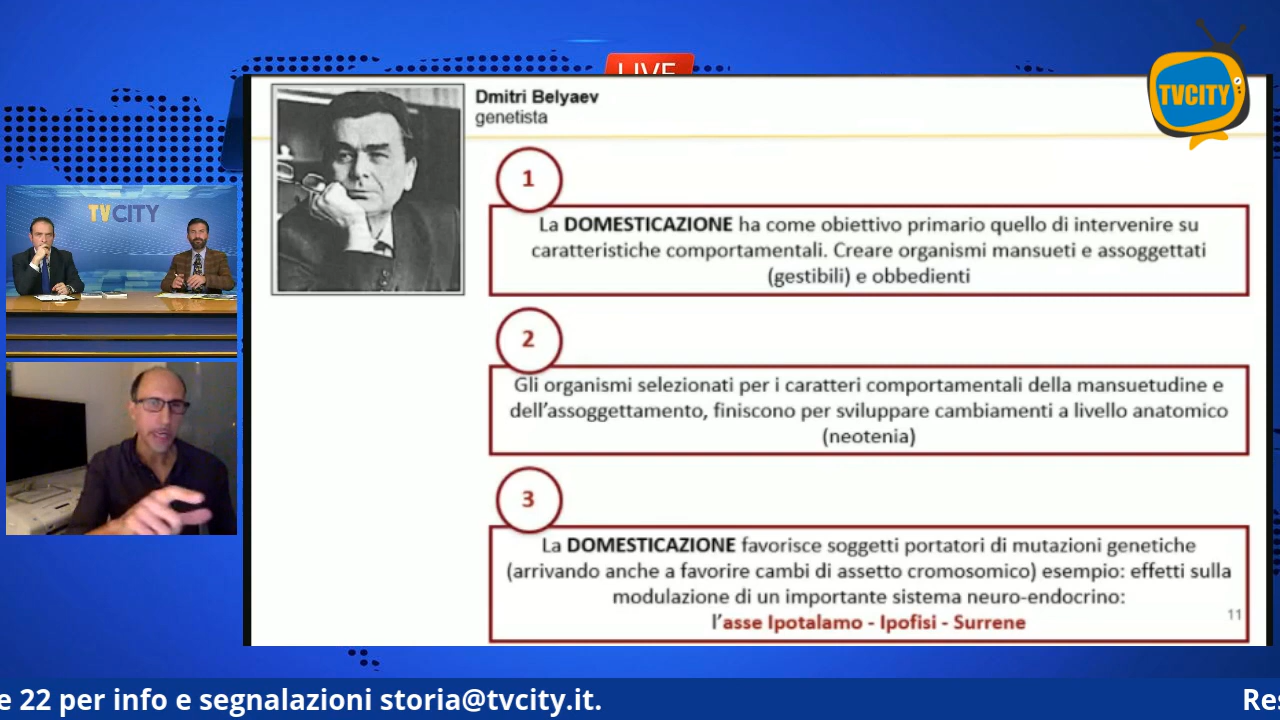 LIVE
TVCITY
Dmitri Belyaev
genetista
1
La DOMESTICAZIONE ha come obiettivo primario quello di intervenire su
caratteristiche comportamentali. Creare organismi mansueti e assoggettati
(gestibili) e obbedienti
TVCITY
2
Gli organismi selezionati per i caratteri comportamentali della mansuetudine e
dell'assoggettamento, finiscono per sviluppare cambiamenti a livello anatomico
(neotenia)
3
La DOMESTICAZIONE favorisce soggetti portatori di mutazioni genetiche
(arrivando anche a favorire cambi di assetto cromosomico) esempio: effetti sulla
modulazione di un importante sistema neuro-endocrino:
l'asse Ipotalamo - Ipofisi - Surrene
11
e 22 per info e segnalazioni storia@tvcity.it.
Res